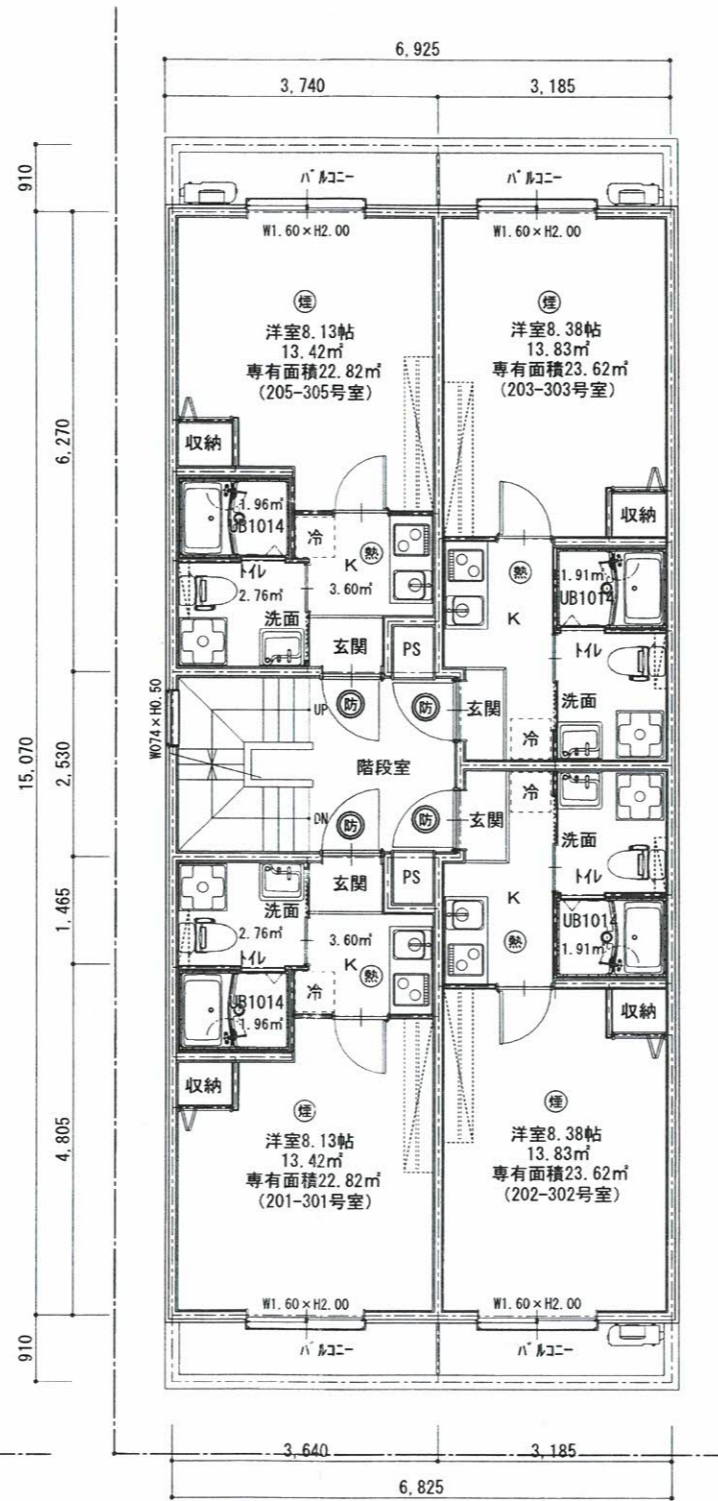 6,925
3,740
3,185
910
バルコニー
バルコニー
W1.60×H2.00
W1.60×H2.00
煙
洋室8.13帖
13.42㎡
専有面積22.82㎡
(205-305号室)
煙
洋室8.38帖
13.83㎡
専有面積23.62㎡
(203-303号室)
6,270
収納
収納
1.96㎡
UB1014
冷
熱
K
3.60㎡
トイレ
2.76㎡
洗面
玄関
PS
熱
K
1.91㎡
UB1014
トイレ
洗面
玄関
冷
15,070
2,530
W074×H0.50
UP
防
防
階段室
DN
防
防
冷
玄関
洗面
トイレ
K
熱
UB1014
1.91㎡
1,465
玄関
PS
洗面
2.76㎡
トイレ
3.60㎡
K
熱
冷
UB1014
1.96㎡
収納
収納
4,805
煙
洋室8.13帖
13.42㎡
専有面積22.82㎡
(201-301号室)
煙
洋室8.38帖
13.83㎡
専有面積23.62㎡
(202-302号室)
W1.60×H2.00
W1.60×H2.00
バルコニー
バルコニー
910
3,640
3,185
6,825